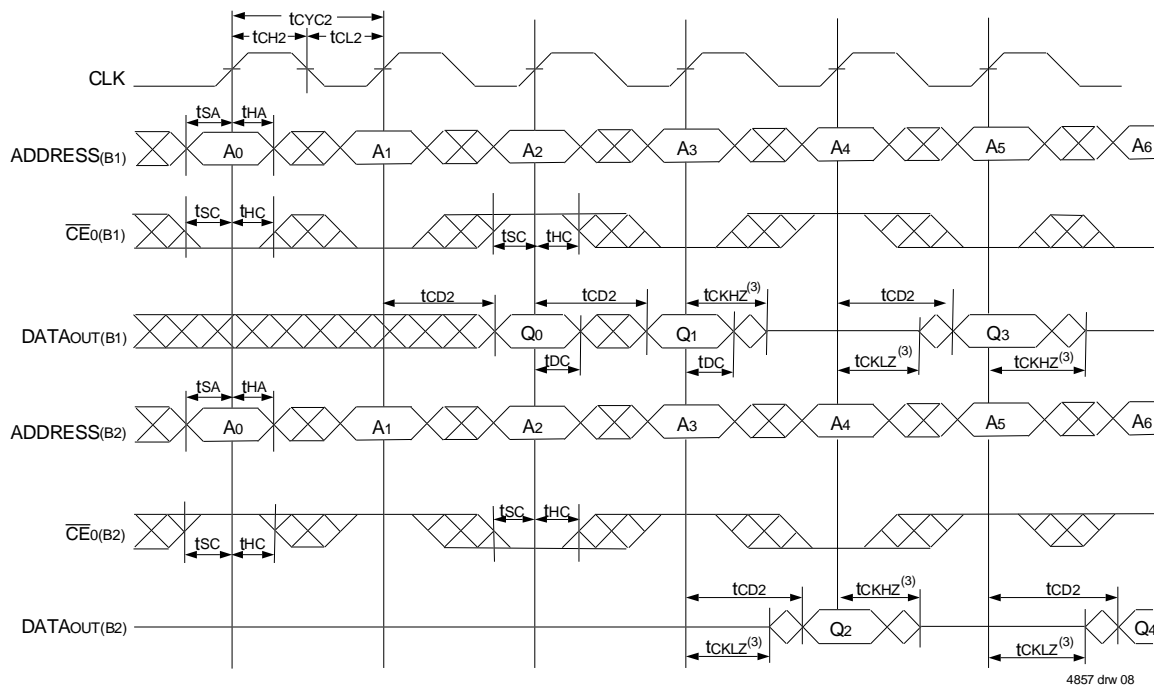 tCYC2
tCH2 tCL2
CLK
tSA tHA
ADDRESS(B1) A0 A1 A2 A3 A4 A5 A6
tSC tHC
CE0(B1)
tSC tHC
tCD2 tCD2 tCKHZ(3) tCD2
DATAOUT(B1) Q0 Q1 Q3
tDC tDC tCKLZ(3) tCKHZ(3)
tSA tHA
ADDRESS(B2) A0 A1 A2 A3 A4 A5 A6
tSC tHC
CE0(B2)
tSC tHC
tCD2 tCKHZ(3) tCD2
DATAOUT(B2) Q2 Q4
tCKLZ(3) tCKLZ(3)
4857 drw 08